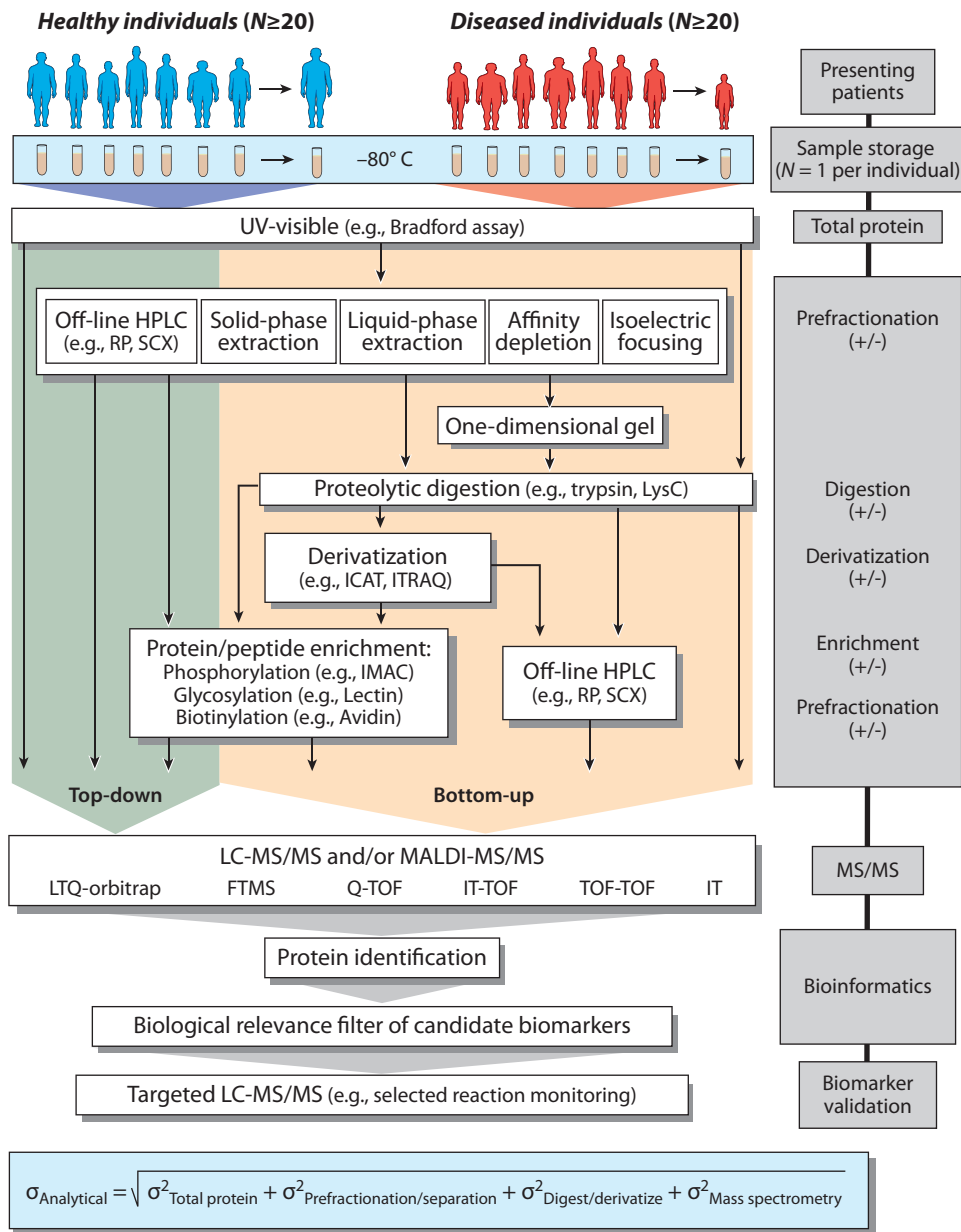 Healthy individuals (N≥20)
Diseased individuals (N≥20)
Presenting
patients
–80° C
Sample storage
(N = 1 per individual)
UV-visible (e.g., Bradford assay)
Total protein
Off-line HPLC
(e.g., RP, SCX)
Solid-phase
extraction
Liquid-phase
extraction
Affinity
depletion
Isoelectric
focusing
Prefractionation
(+/-)
One-dimensional gel
Proteolytic digestion (e.g., trypsin, LysC)
Digestion
(+/-)
Derivatization
(e.g., ICAT, ITRAQ)
Derivatization
(+/-)
Protein/peptide enrichment:
Phosphorylation (e.g., IMAC)
Glycosylation (e.g., Lectin)
Biotinylation (e.g., Avidin)
Off-line HPLC
(e.g., RP, SCX)
Enrichment
(+/-)
Prefractionation
(+/-)
Top-down
Bottom-up
LC-MS/MS and/or MALDI-MS/MS
LTQ-orbitrap FTMS Q-TOF IT-TOF TOF-TOF IT
MS/MS
Protein identification
Biological relevance filter of candidate biomarkers
Bioinformatics
Targeted LC-MS/MS (e.g., selected reaction monitoring)
Biomarker
validation
σAnalytical = √σ²Total protein + σ²Prefractionation/separation + σ²Digest/derivatize + σ²Mass spectrometry